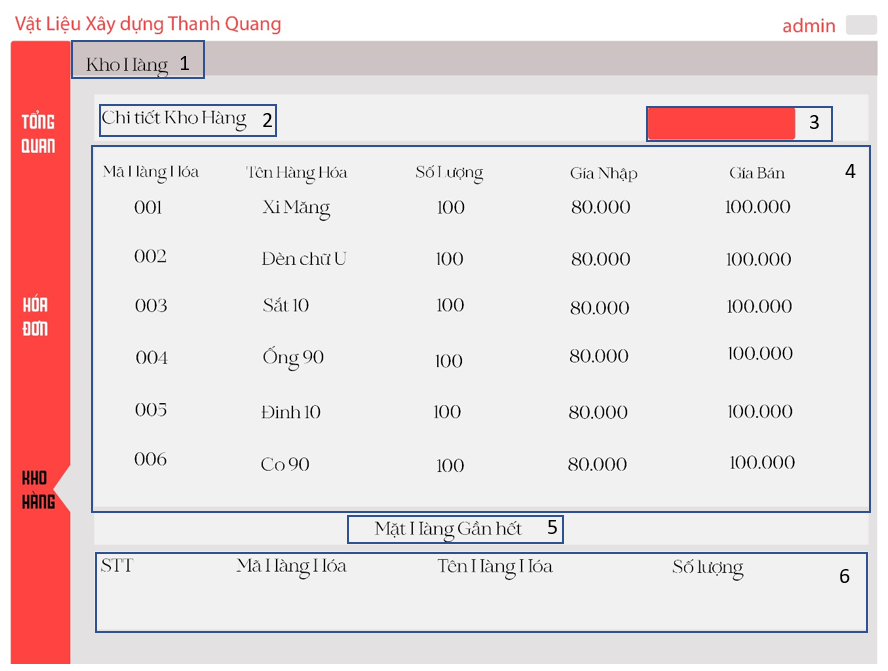 Vật Liệu Xây dựng Thanh Quang
admin
Kho Hàng 1
TỔNG
QUAN
HÓA
ĐƠN
KHO
HÀNG
Chi tiết Kho Hàng 2
3
Mã Hàng Hóa Tên Hàng Hóa Số Lượng Gía Nhập Gía Bán 4
001 Xi Măng 100 80.000 100.000
002 Đèn chữ U 100 80.000 100.000
003 Sắt 10 100 80.000 100.000
004 Ống 90 100 80.000 100.000
005 Đinh 10 100 80.000 100.000
006 Co 90 100 80.000 100.000
Mặt Hàng Gần hết 5
STT Mã Hàng Hóa Tên Hàng Hóa Số lượng 6